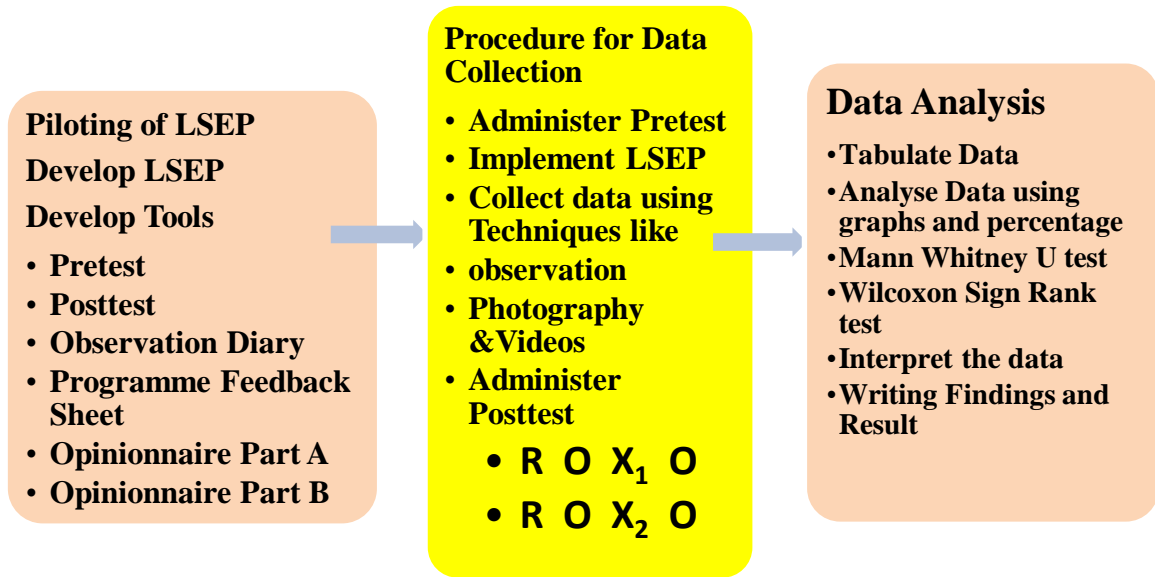 Piloting of LSEP
Develop LSEP
Develop Tools
• Pretest
• Posttest
• Observation Diary
• Programme Feedback
Sheet
• Opinionnaire Part A
• Opinionnaire Part B
Procedure for Data
Collection
• Administer Pretest
• Implement LSEP
• Collect data using
Techniques like
• observation
• Photography
&Videos
• Administer
Posttest
• R O X₁ O
• R O X₂ O
Data Analysis
• Tabulate Data
• Analyse Data using
graphs and percentage
• Mann Whitney U test
• Wilcoxon Sign Rank
test
• Interpret the data
• Writing Findings and
Result